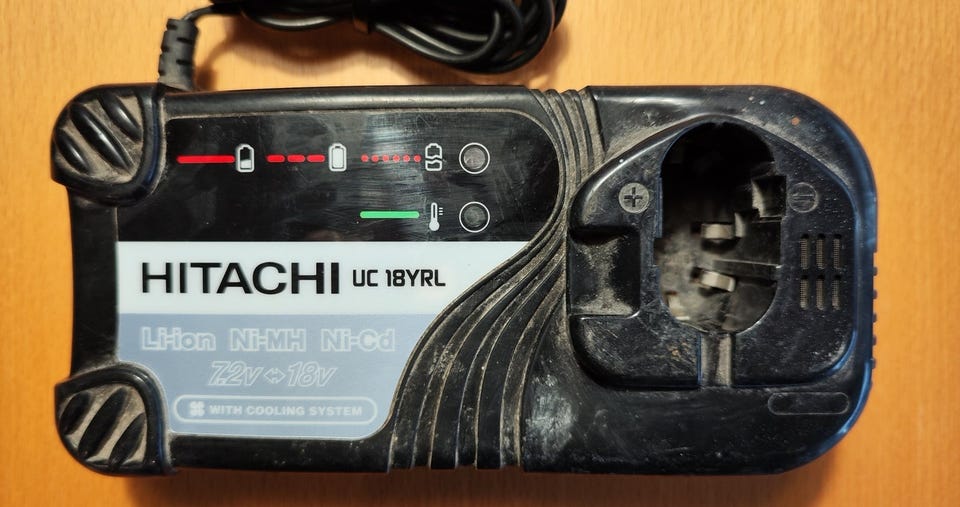 HITACHI UC 18YRL
Li-ion Ni-MH Ni-Cd
7.2v⇔18v
WITH COOLING SYSTEM